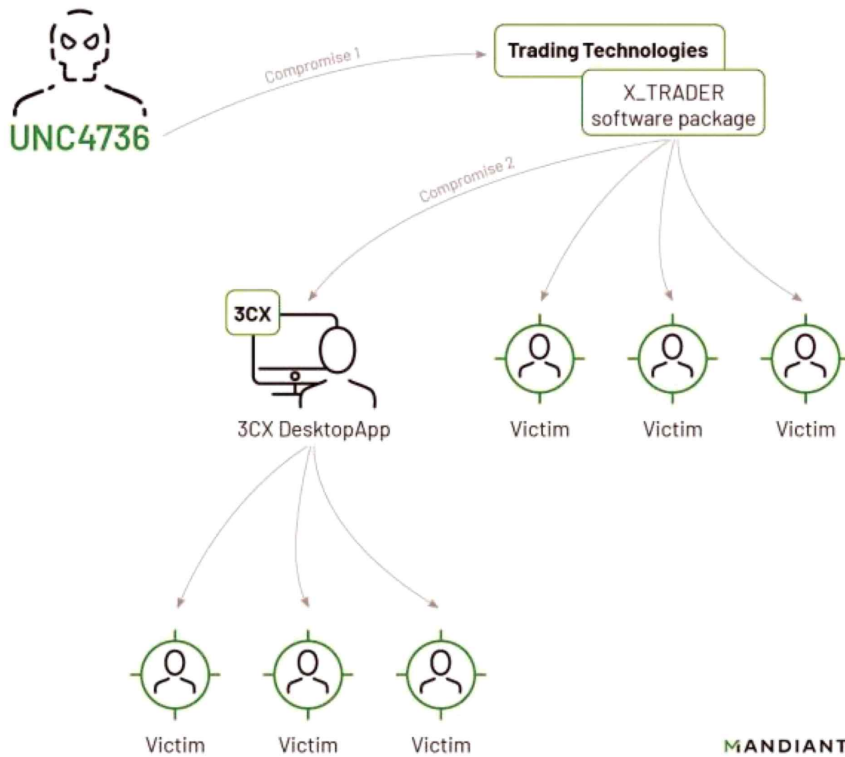 Compromise 1
Trading Technologies
X_TRADER
software package
UNC4736
Compromise 2
3CX
3CX DesktopApp
Victim
Victim
Victim
Victim
Victim
Victim
MANDIANT